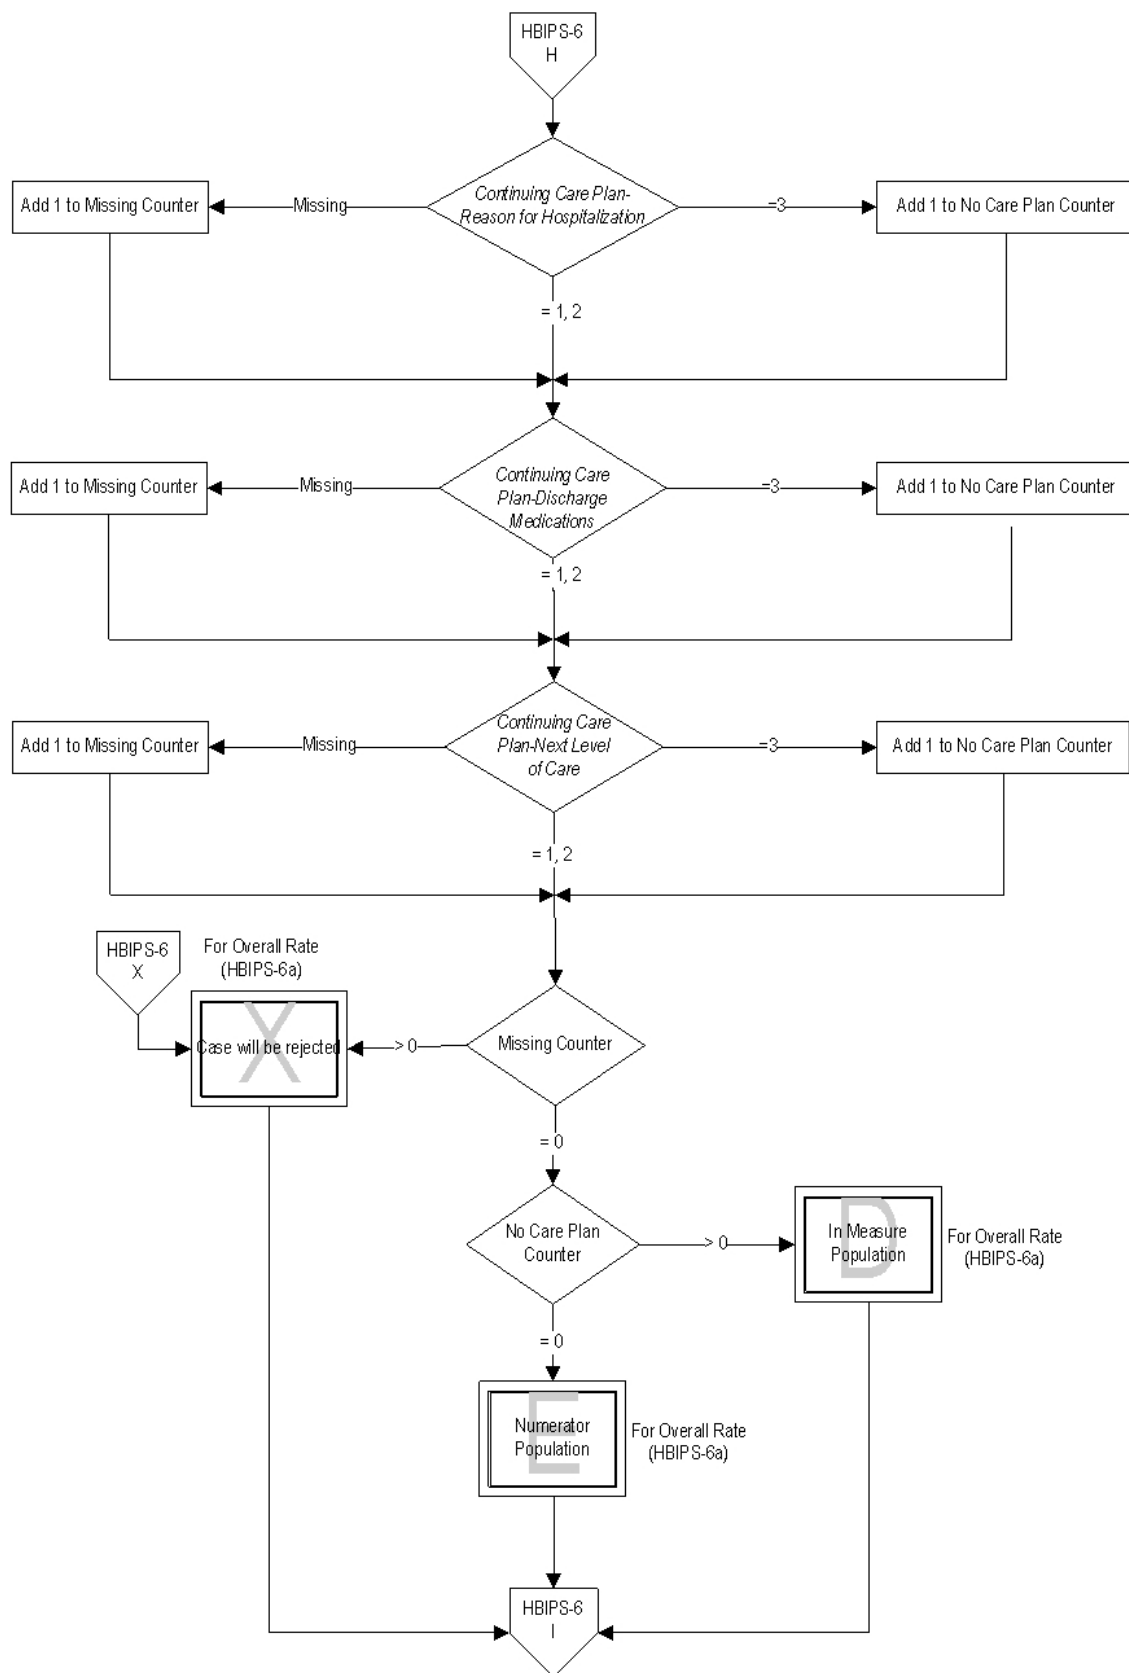 HBIPS-6
H
Continuing Care Plan-
Reason for Hospitalization
Add 1 to Missing Counter
Missing
=3
Add 1 to No Care Plan Counter
= 1, 2
Continuing Care
Plan-Discharge
Medications
Add 1 to Missing Counter
Missing
=3
Add 1 to No Care Plan Counter
= 1, 2
Continuing Care
Plan-Next Level
of Care
Add 1 to Missing Counter
Missing
=3
Add 1 to No Care Plan Counter
= 1, 2
HBIPS-6
X
For Overall Rate
(HBIPS-6a)
X
Case will be rejected
> 0
Missing Counter
= 0
No Care Plan
Counter
> 0
D
In Measure
Population
For Overall Rate
(HBIPS-6a)
= 0
E
Numerator
Population
For Overall Rate
(HBIPS-6a)
HBIPS-6
I